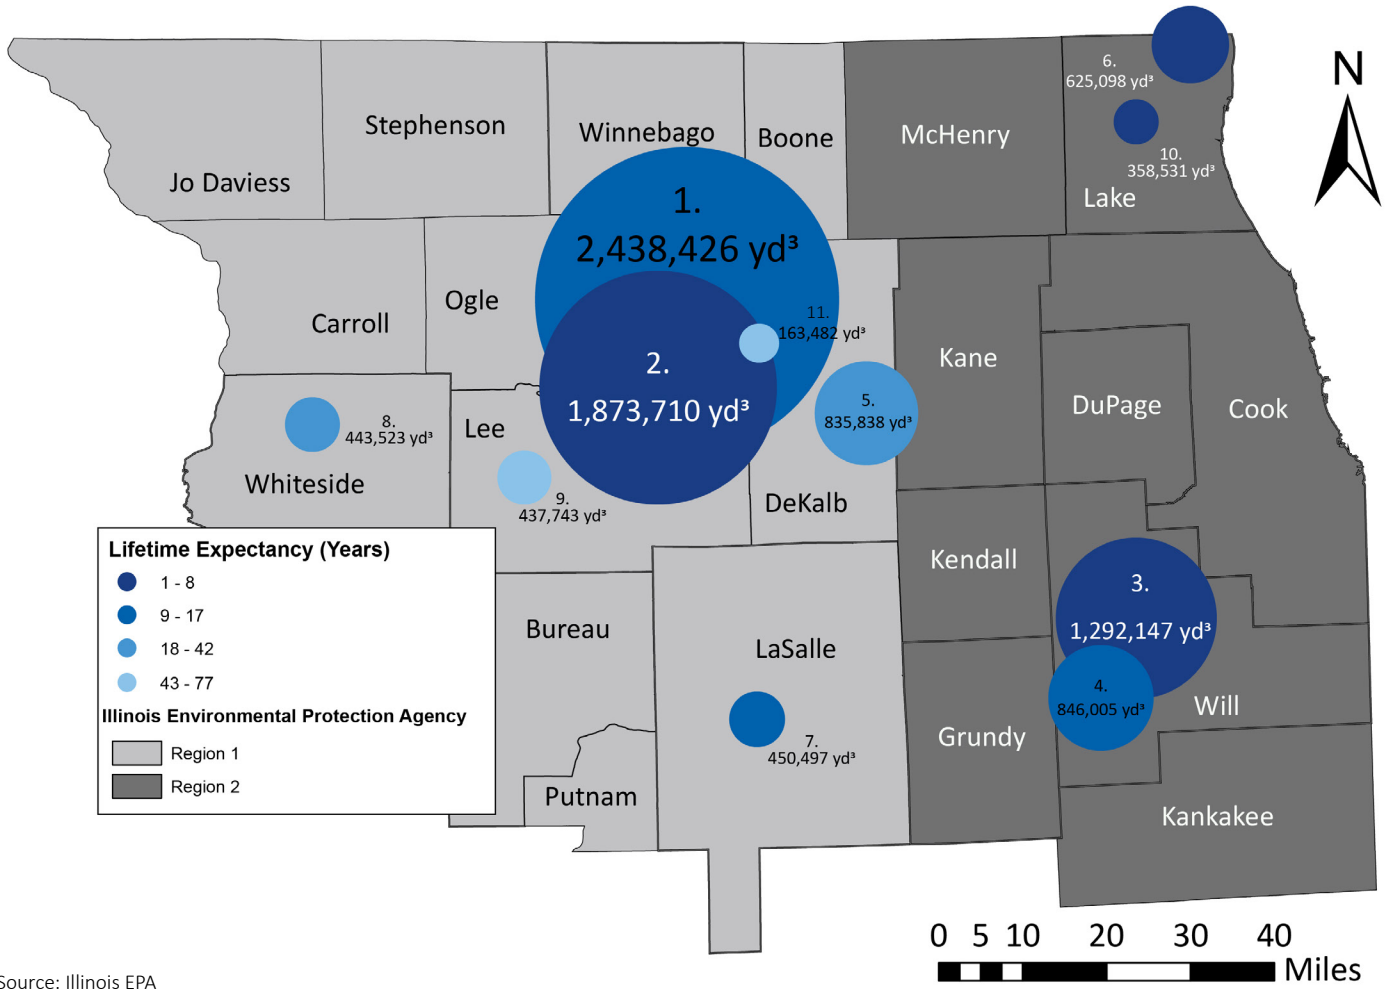 N
6.
625,098 yd³
10.
358,531 yd³
Lake
Jo Daviess
Stephenson
Winnebago
Boone
McHenry
1.
2,438,426 yd³
Carroll
Ogle
11.
163,482 yd³
2.
1,873,710 yd³
Kane
DuPage
Cook
8.
443,523 yd³
Whiteside
Lee
9.
437,743 yd³
5.
835,838 yd³
DeKalb
Kendall
3.
1,292,147 yd³
4.
846,005 yd³
Will
Bureau
LaSalle
7.
450,497 yd³
Putnam
Grundy
Kankakee
Lifetime Expectancy (Years)
1 - 8
9 - 17
18 - 42
43 - 77
Illinois Environmental Protection Agency
Region 1
Region 2
0 5 10 20 30 40
Miles
Source: Illinois EPA